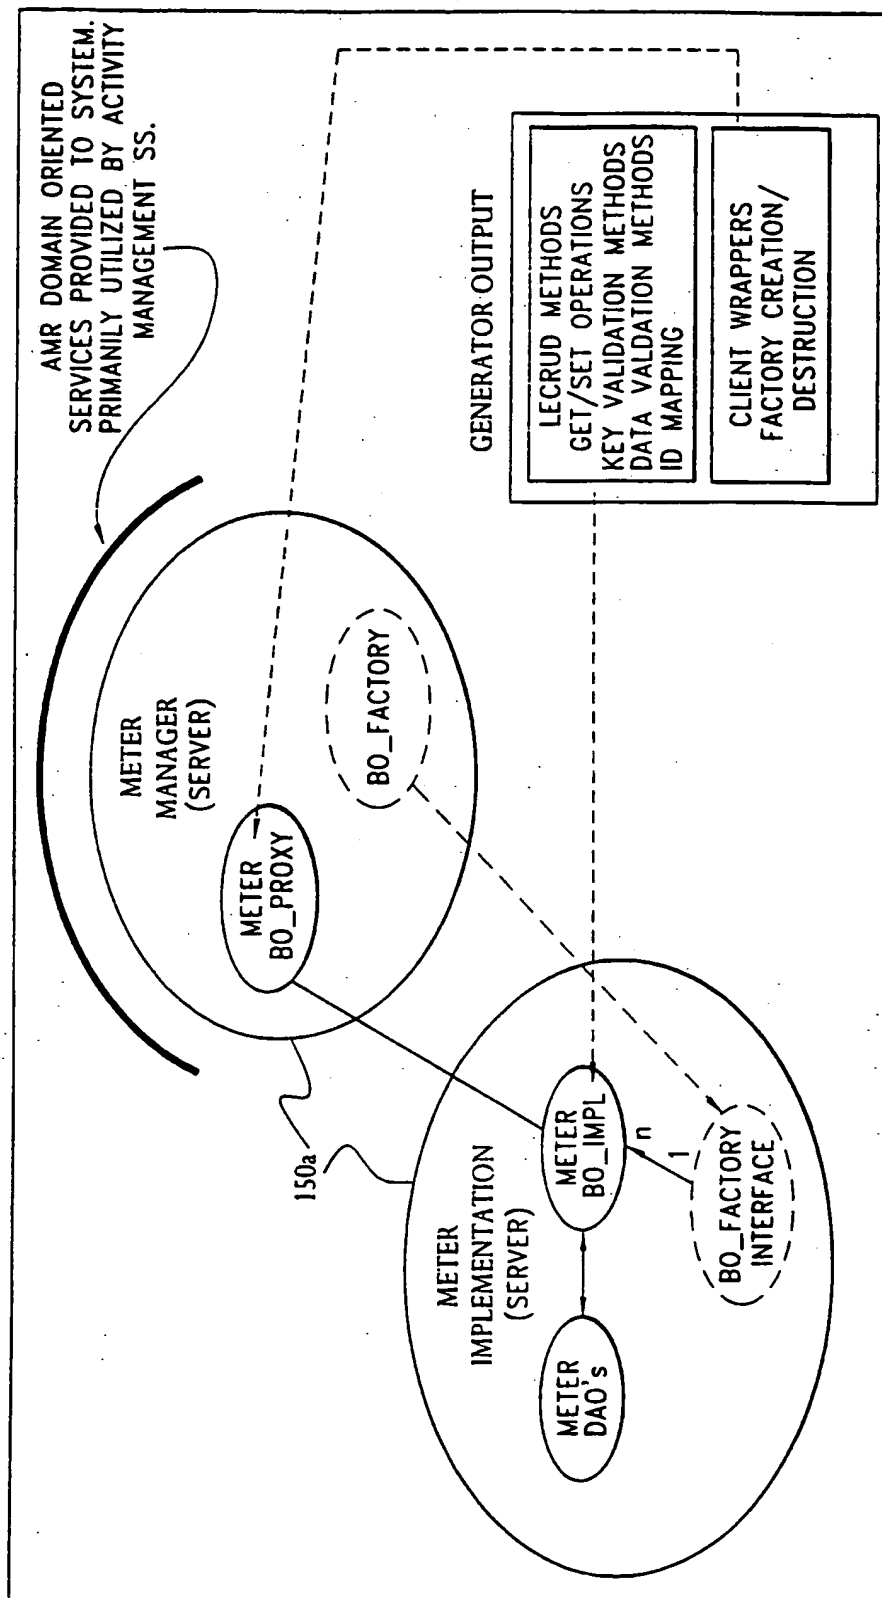 AMR DOMAIN ORIENTED
SERVICES PROVIDED TO SYSTEM.
PRIMANILY UTILIZED BY ACTIVITY
MANAGEMENT SS.
METER
MANAGER
(SERVER)
METER
BO_PROXY
BO_FACTORY
150a
METER
IMPLEMENTATION
(SERVER)
METER
DAO's
METER
BO_IMPL
n
1
BO_FACTORY
INTERFACE
GENERATOR OUTPUT
LECRUD METHODS
GET/SET OPERATIONS
KEY VALIDATION METHODS
DATA VALDATION METHODS
ID MAPPING
CLIENT WRAPPERS
FACTORY CREATION/
DESTRUCTION